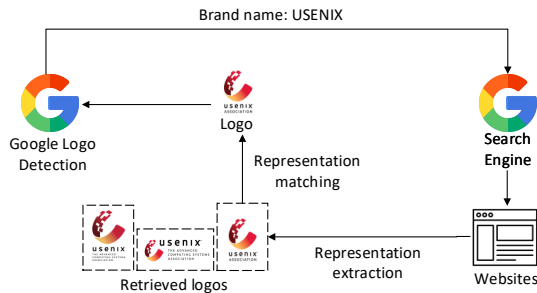 Brand name: USENIX
Google Logo
Detection
usenix
ASSOCIATION
Logo
Search
Engine
Representation
matching
usenix
THE ADVANCED
COMPUTING SYSTEMS
ASSOCIATION
usenix
THE ADVANCED
COMPUTING SYSTEMS
ASSOCIATION
usenix
ASSOCIATION
Retrieved logos
Representation
extraction
Websites